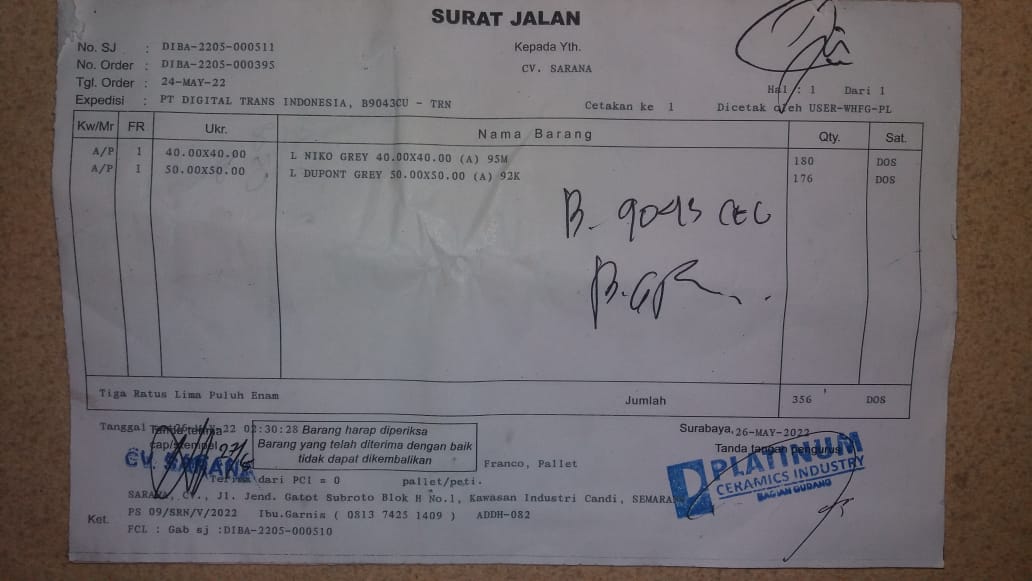 SURAT JALAN
No. SJ : DIBA-2205-000511
Kepada Yth.
No. Order : DIBA-2205-000395
CV. SARANA
Tgl. Order : 24-MAY-22
Hal : 1 Dari 1
Expedisi : PT DIGITAL TRANS INDONESIA, B9043CU - TRN
Cetakan ke 1 Dicetak oleh USER-WHFG-PL
Kw/Mr FR Ukr. Nama Barang Qty. Sat.
A/P 1 40.00X40.00 L NIKO GREY 40.00X40.00 (A) 95M 180 DOS
A/P 1 50.00X50.00 L DUPONT GREY 50.00X50.00 (A) 92K 176 DOS
B. 9043
Tiga Ratus Lima Puluh Enam Jumlah 356 DOS
Tanggal 22 02:30:28
Tanda terima
cap/stempel
27/5
CV. SARANA
Barang harap diperiksa
Barang yang telah diterima dengan baik
tidak dapat dikembalikan
Surabaya, 26-MAY-2022
Tanda tangan pengurus
PLATINUM
CERAMICS INDUSTRY
BAGIAN GUDANG
Franco, Pallet
Terima dari PCI = 0 pallet/peti.
SARANA, CV., Jl. Jend. Gatot Subroto Blok H No.1, Kawasan Industri Candi, SEMARANG
Ket. PS 09/SRN/V/2022 Ibu.Garnis ( 0813 7425 1409 ) ADDH-082
FCL : Gab sj :DIBA-2205-000510